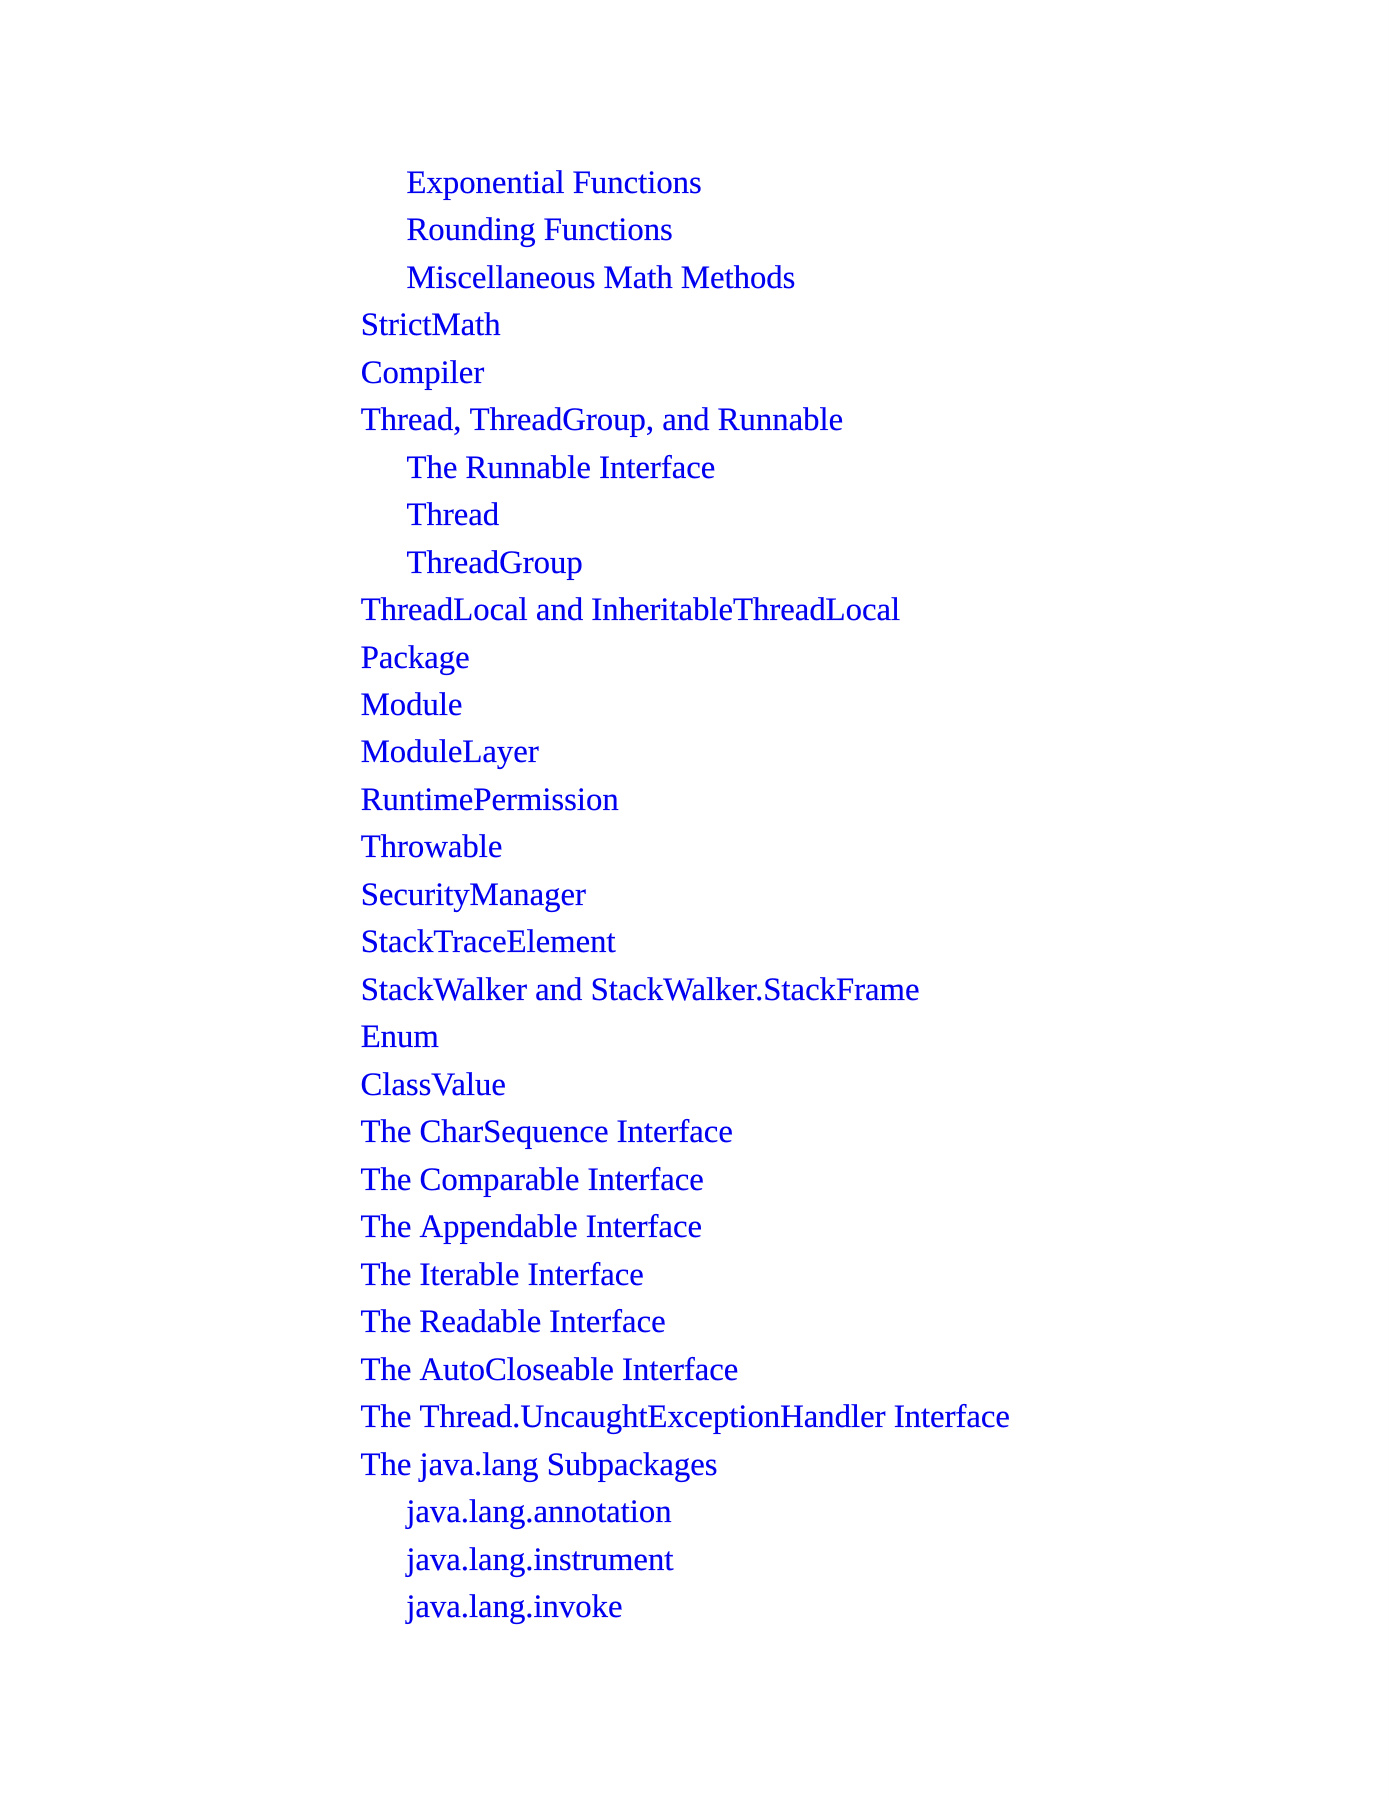 Exponential Functions
Rounding Functions
Miscellaneous Math Methods
StrictMath
Compiler
Thread, ThreadGroup, and Runnable
The Runnable Interface
Thread
ThreadGroup
ThreadLocal and InheritableThreadLocal
Package
Module
ModuleLayer
RuntimePermission
Throwable
SecurityManager
StackTraceElement
StackWalker and StackWalker.StackFrame
Enum
ClassValue
The CharSequence Interface
The Comparable Interface
The Appendable Interface
The Iterable Interface
The Readable Interface
The AutoCloseable Interface
The Thread.UncaughtExceptionHandler Interface
The java.lang Subpackages
java.lang.annotation
java.lang.instrument
java.lang.invoke